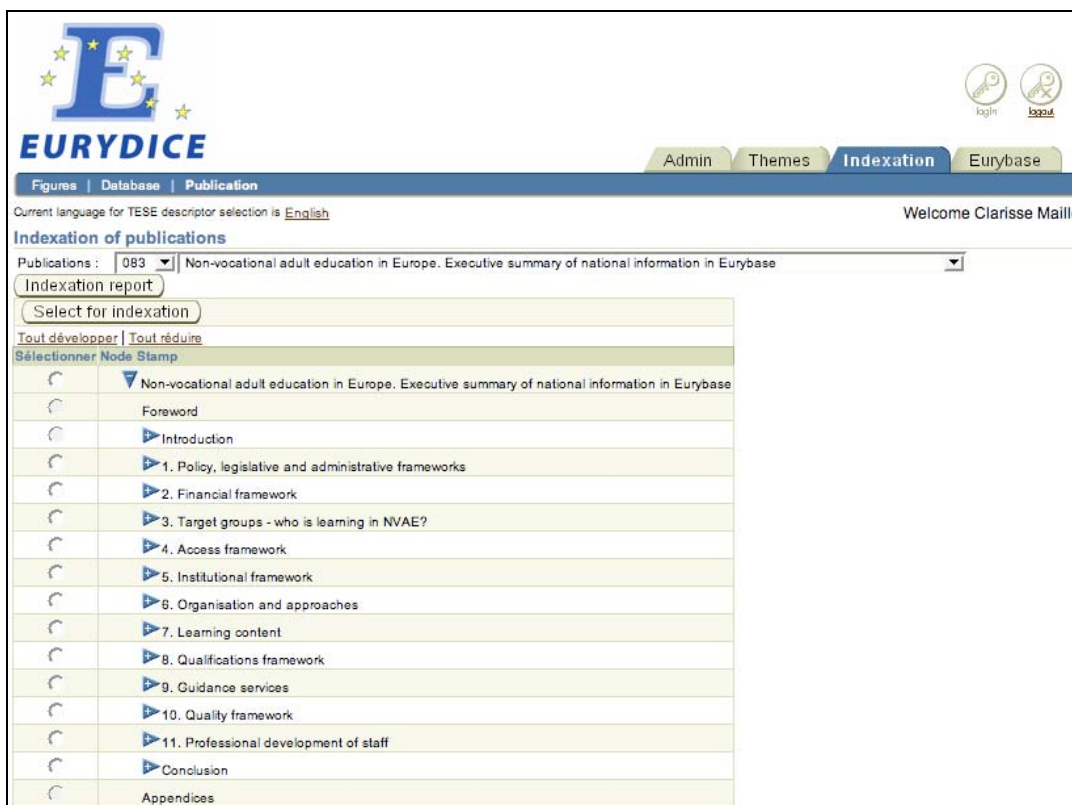 E
EURYDICE
login logout
Admin Themes Indexation Eurybase
Figures | Database | Publication
Current language for TESE descriptor selection is English Welcome Clarisse Maill
Indexation of publications
Publications : 083 Non-vocational adult education in Europe. Executive summary of national information in Eurybase
Indexation report
Select for indexation
Tout développer | Tout réduire
Sélectionner Node Stamp
Non-vocational adult education in Europe. Executive summary of national information in Eurybase
Foreword
Introduction
1. Policy, legislative and administrative frameworks
2. Financial framework
3. Target groups - who is learning in NVAE?
4. Access framework
5. Institutional framework
6. Organisation and approaches
7. Learning content
8. Qualifications framework
9. Guidance services
10. Quality framework
11. Professional development of staff
Conclusion
Appendices